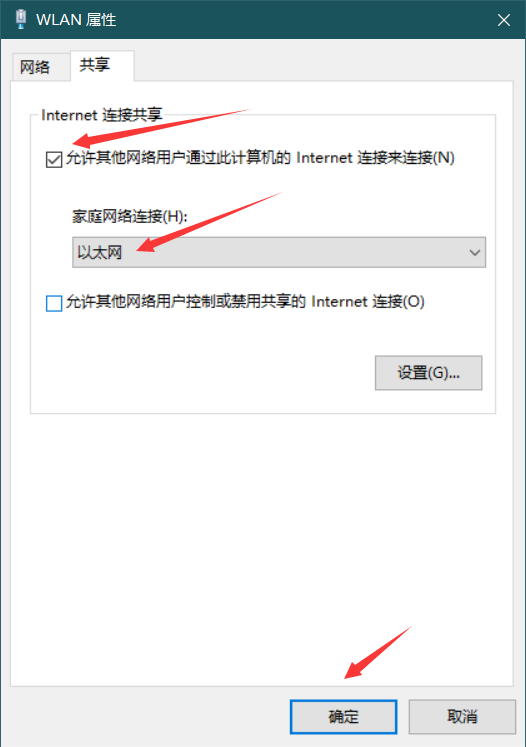 WLAN 属性
网络
共享
Internet 连接共享
允许其他网络用户通过此计算机的 Internet 连接来连接(N)
家庭网络连接(H):
以太网
允许其他网络用户控制或禁用共享的 Internet 连接(O)
设置(G)...
确定
取消